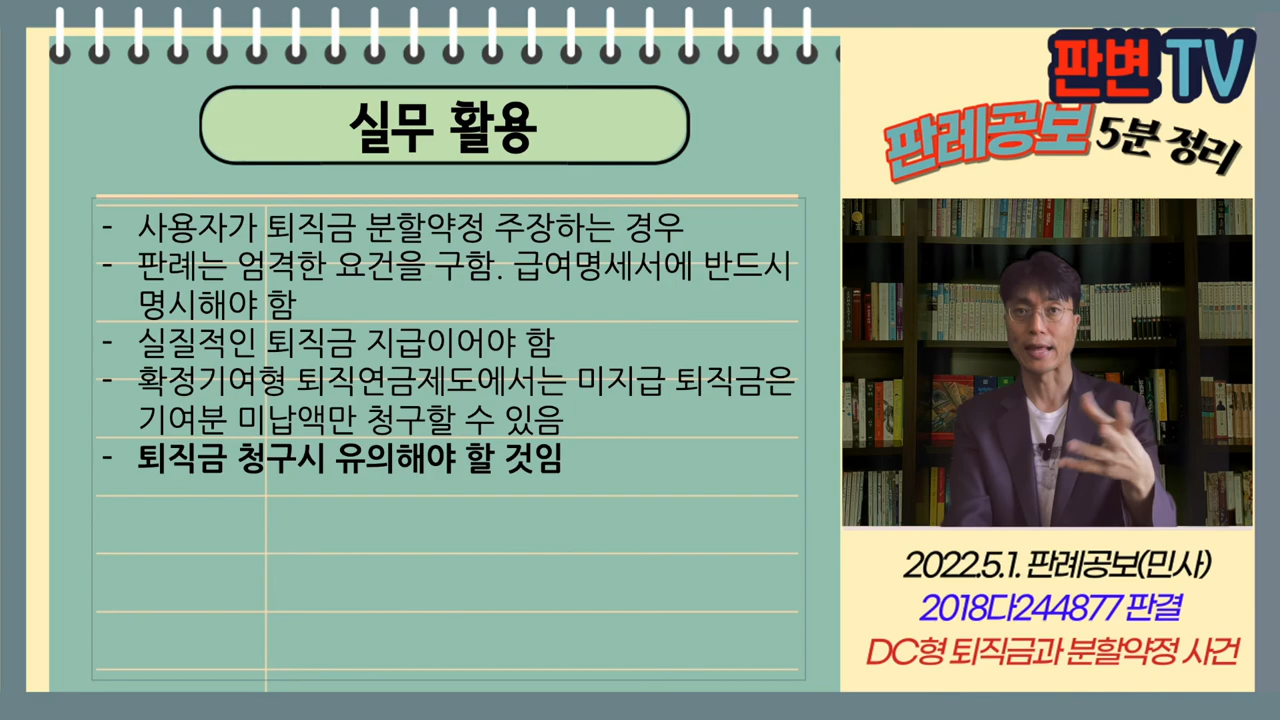 실무 활용
- 사용자가 퇴직금 분할약정 주장하는 경우
- 판례는 엄격한 요건을 구함. 급여명세서에 반드시
명시해야 함
- 실질적인 퇴직금 지급이어야 함
- 확정기여형 퇴직연금제도에서는 미지급 퇴직금은
기여분 미납액만 청구할 수 있음
- 퇴직금 청구시 유의해야 할 것임
판변 TV
판례공보 5분 정리
2022.5.1. 판례공보(민사)
2018다244877 판결
DC형 퇴직금과 분할약정 사건